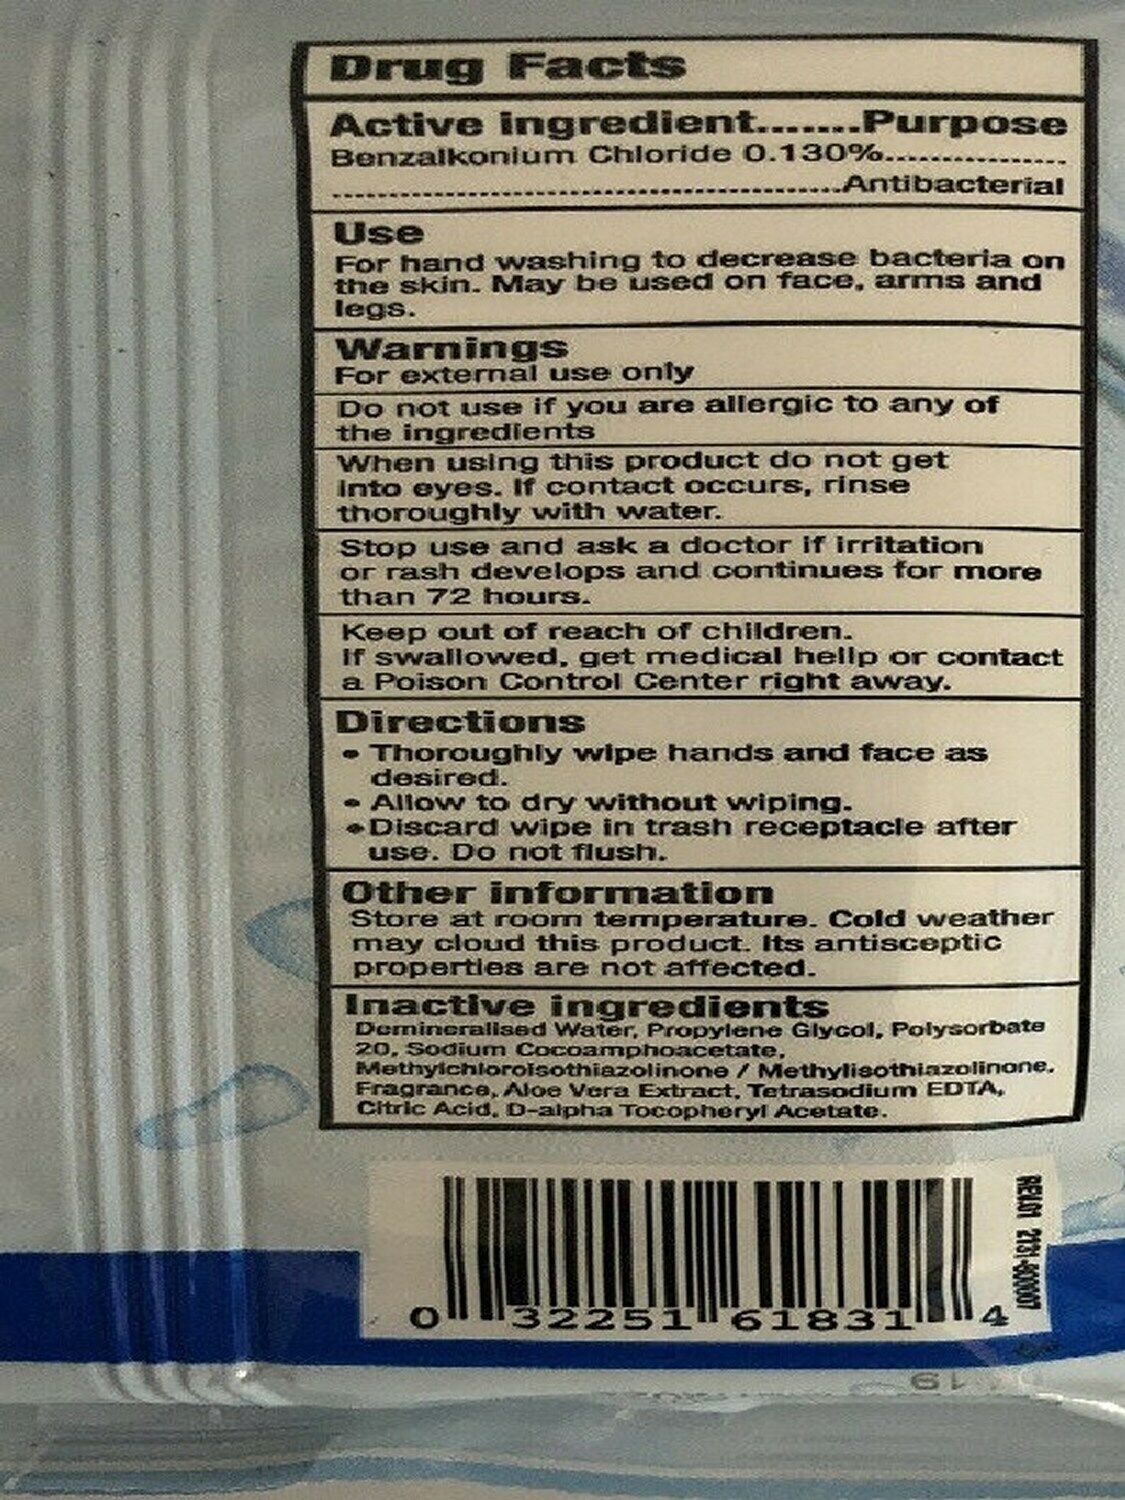 Drug Facts
Active ingredient.......Purpose
Benzalkonium Chloride 0.130%..............
.......................................Antibacterial
Use
For hand washing to decrease bacteria on
the skin. May be used on face, arms and
legs.
Warnings
For external use only
Do not use if you are allergic to any of
the ingredients
When using this product do not get
into eyes. If contact occurs, rinse
thoroughly with water.
Stop use and ask a doctor if irritation
or rash develops and continues for more
than 72 hours.
Keep out of reach of children.
If swallowed, get medical hellp or contact
a Poison Control Center right away.
Directions
• Thoroughly wipe hands and face as
desired.
• Allow to dry without wiping.
• Discard wipe in trash receptacle after
use. Do not flush.
Other information
Store at room temperature. Cold weather
may cloud this product. Its antisceptic
properties are not affected.
Inactive ingredients
Demineralised Water, Propylene Glycol, Polysorbate
20, Sodium Cocoamphoacetate,
Methylchloroisothiazolinone / Methylisothiazolinone,
Fragrance, Aloe Vera Extract, Tetrasodium EDTA,
Citric Acid, D-alpha Tocopheryl Acetate.
0 32251 61831 4